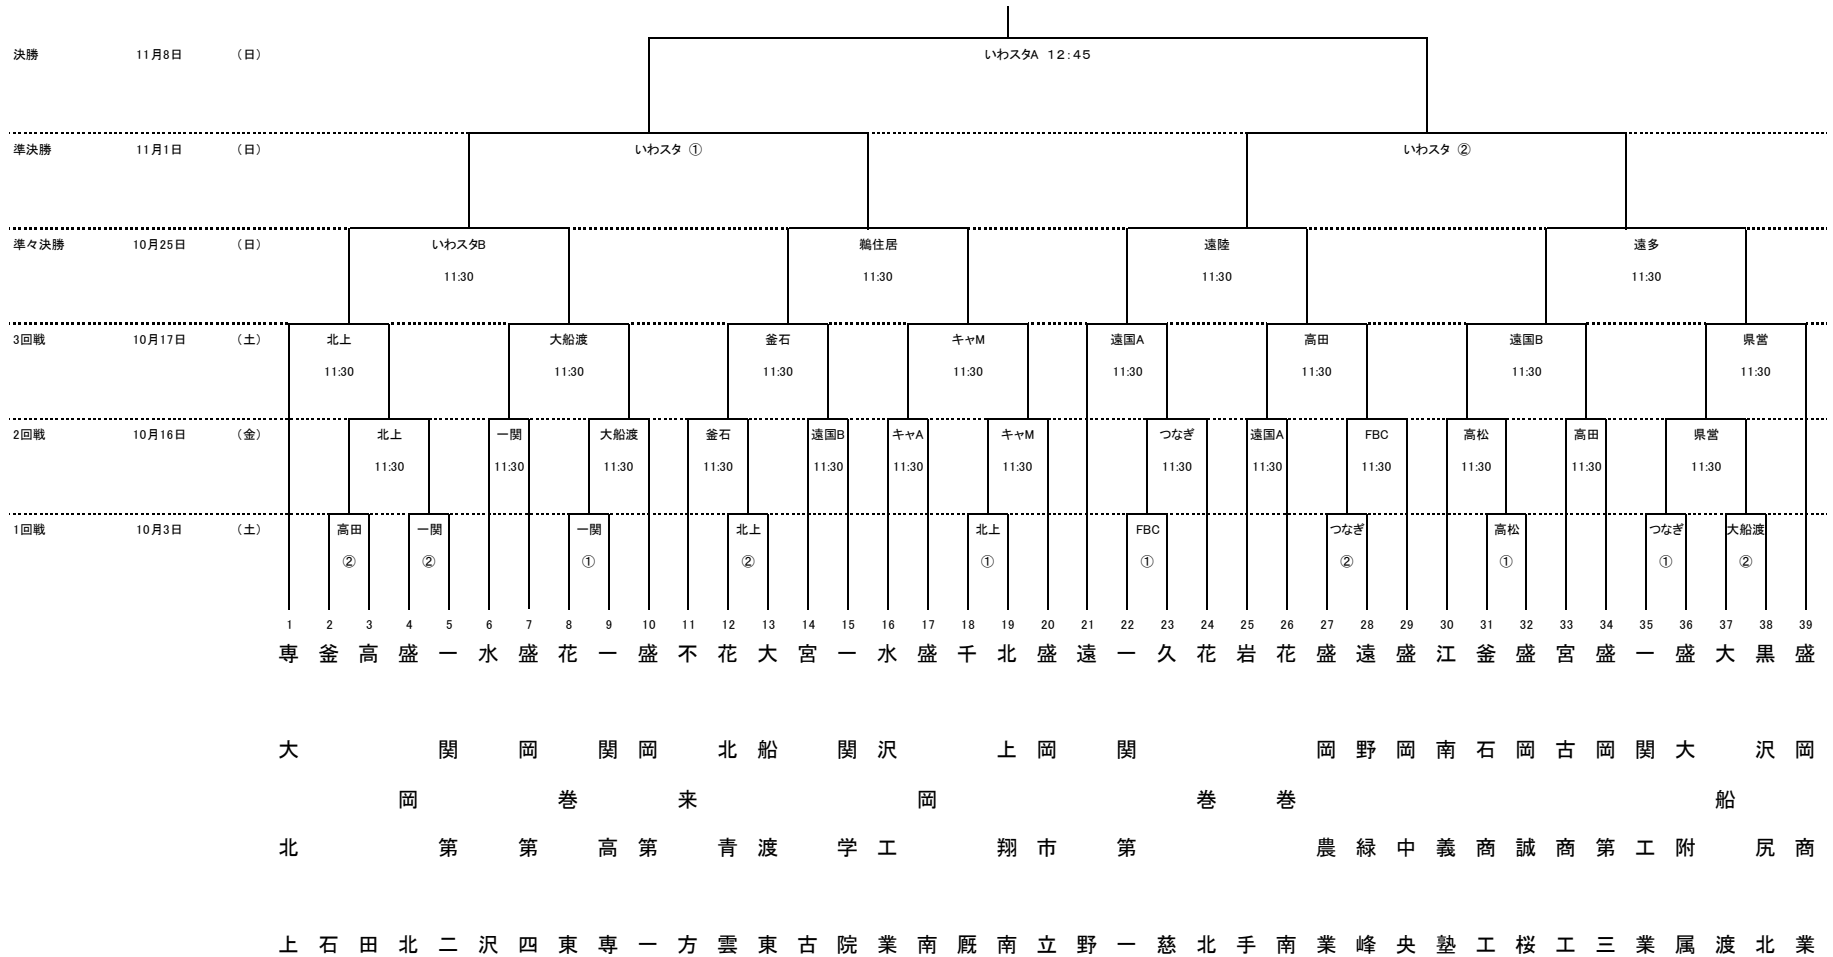 決勝 11月8日 （日） いわスタA 12:45
準決勝 11月1日 （日） いわスタ ① いわスタ ②
準々決勝 10月25日 （日） いわスタB 鵜住居 遠陸 遠多
11:30 11:30 11:30 11:30
3回戦 10月17日 （土） 北上 大船渡 釜石 キャM 遠国A 高田 遠国B 県営
11:30 11:30 11:30 11:30 11:30 11:30 11:30 11:30
2回戦 10月16日 （金） 北上 一関 大船渡 釜石 遠国B キャA キャM つなぎ 遠国A FBC 高松 高田 県営
11:30 11:30 11:30 11:30 11:30 11:30 11:30 11:30 11:30 11:30 11:30 11:30 11:30
1回戦 10月3日 （土） 高田 一関 一関 北上 北上 FBC つなぎ 高松 つなぎ 大船渡
② ② ① ② ① ① ② ① ① ②
1 専大北上
2 釜石
3 高田
4 盛岡北
5 一関第二
6 水沢
7 盛岡第四
8 花巻東
9 一関高専
10 盛岡第一
11 不来方
12 花北青雲
13 大船渡東
14 宮古
15 一関学院
16 水沢工業
17 盛岡南
18 千厩
19 北上翔南
20 盛岡市立
21 遠野
22 一関第一
23 久慈
24 花巻北
25 岩手
26 花巻南
27 盛岡農業
28 遠野緑峰
29 盛岡中央
30 江南義塾
31 釜石商工
32 盛岡誠桜
33 宮古商工
34 盛岡第三
35 一関工業
36 盛大附属
37 大船渡
38 黒沢尻北
39 盛岡商業